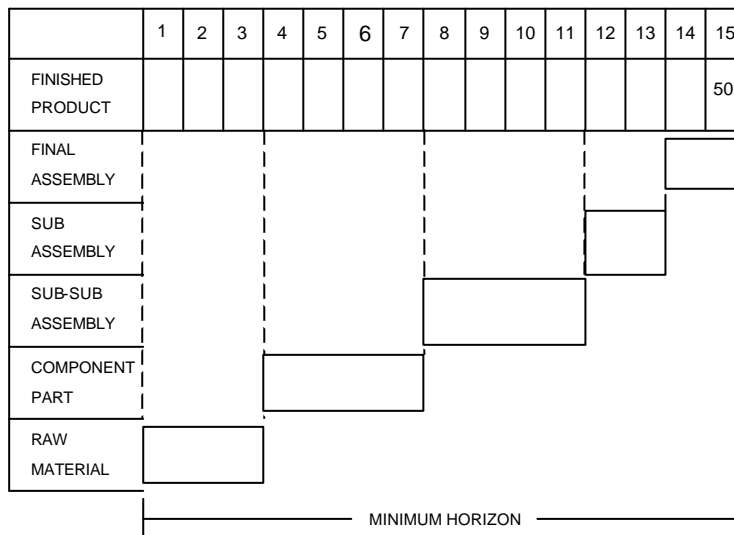 1 2 3 4 5 6 7 8 9 10 11 12 13 14 15
FINISHED
PRODUCT
50
FINAL
ASSEMBLY
SUB
ASSEMBLY
SUB-SUB
ASSEMBLY
COMPONENT
PART
RAW
MATERIAL
MINIMUM HORIZON